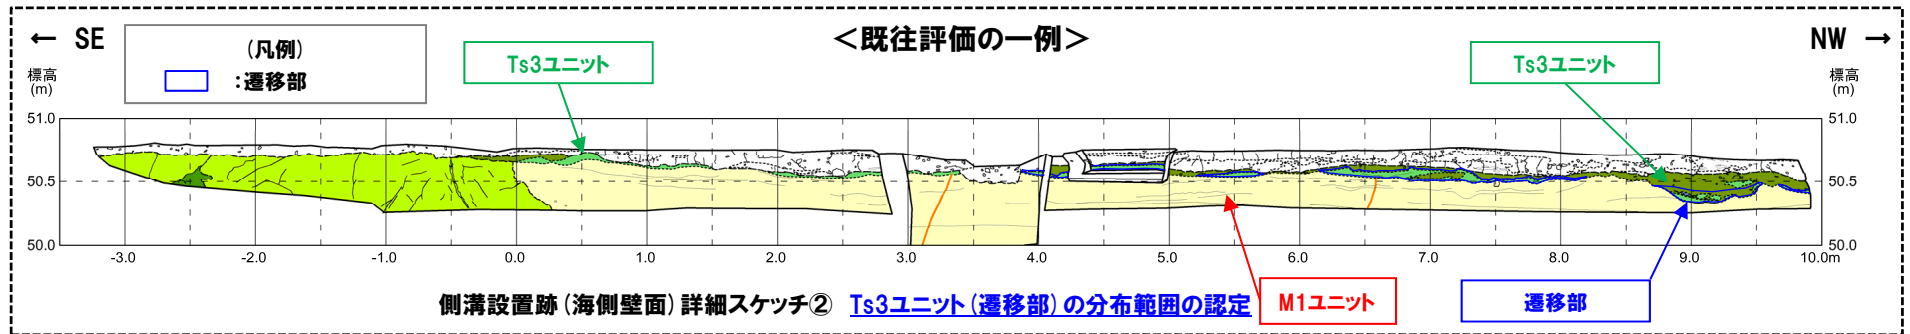 ← SE
(凡例)
:遷移部
<既往評価の一例>
NW →
Ts3ユニット
Ts3ユニット
標高
(m)
標高
(m)
51.0
51.0
50.5
50.5
50.0
50.0
-3.0 -2.0 -1.0 0.0 1.0 2.0 3.0 4.0 5.0 6.0 7.0 8.0 9.0 10.0m
側溝設置跡(海側壁面)詳細スケッチ② Ts3ユニット(遷移部)の分布範囲の認定
M1ユニット
遷移部